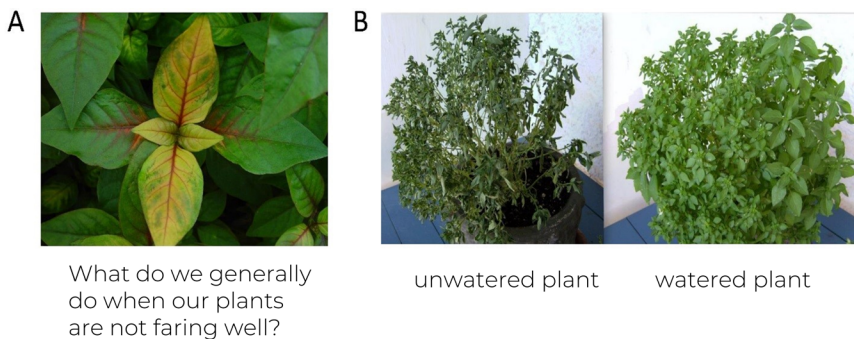 A
B
What do we generally
do when our plants
are not faring well?
unwatered plant
watered plant